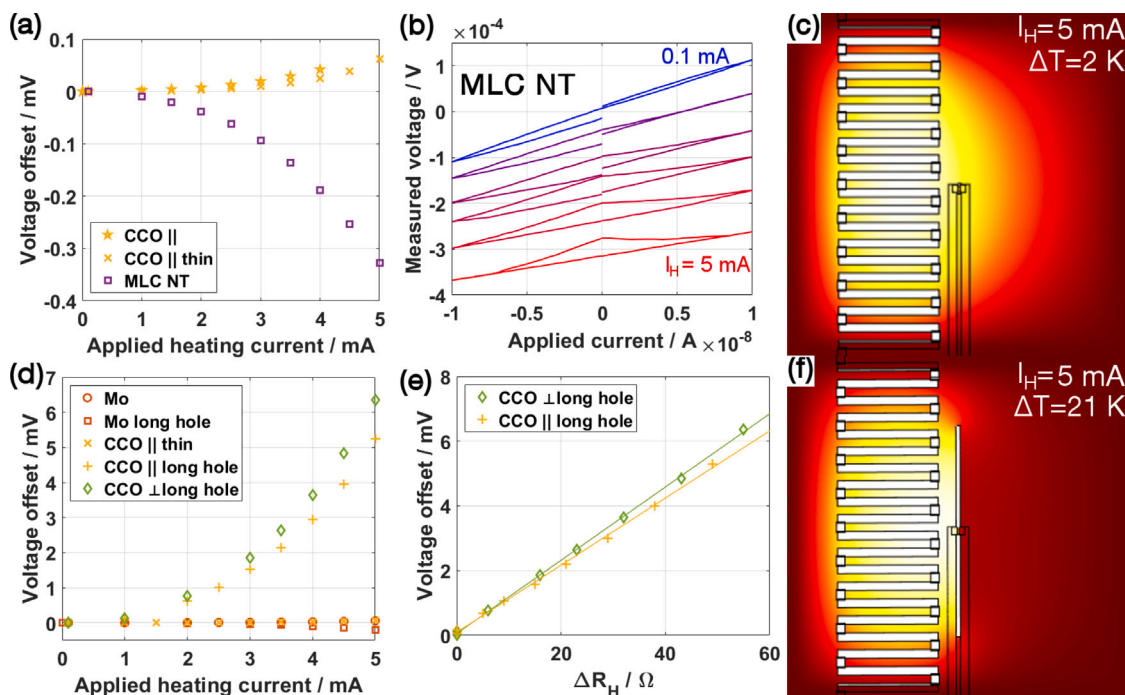 (a)
0.1
0
-0.1
-0.2
-0.3
-0.4
Voltage offset / mV
CCO ||
CCO || thin
MLC NT
0 1 2 3 4 5
Applied heating current / mA
(b)
× 10⁻⁴
2
1
0
-1
-2
-3
-4
Measured voltage / V
MLC NT
0.1 mA
I_H = 5 mA
-1 -0.5 0 0.5 1
Applied current / A × 10⁻⁸
(c)
I_H= 5 mA
ΔT=2 K
(d)
7
6
5
4
3
2
1
0
-1
Voltage offset / mV
Mo
Mo long hole
CCO || thin
CCO || long hole
CCO ⊥ long hole
0 1 2 3 4 5
Applied heating current / mA
(e)
8
6
4
2
0
Voltage offset / mV
CCO ⊥ long hole
CCO || long hole
0 20 40 60
ΔR_H / Ω
(f)
I_H= 5 mA
ΔT=21 K